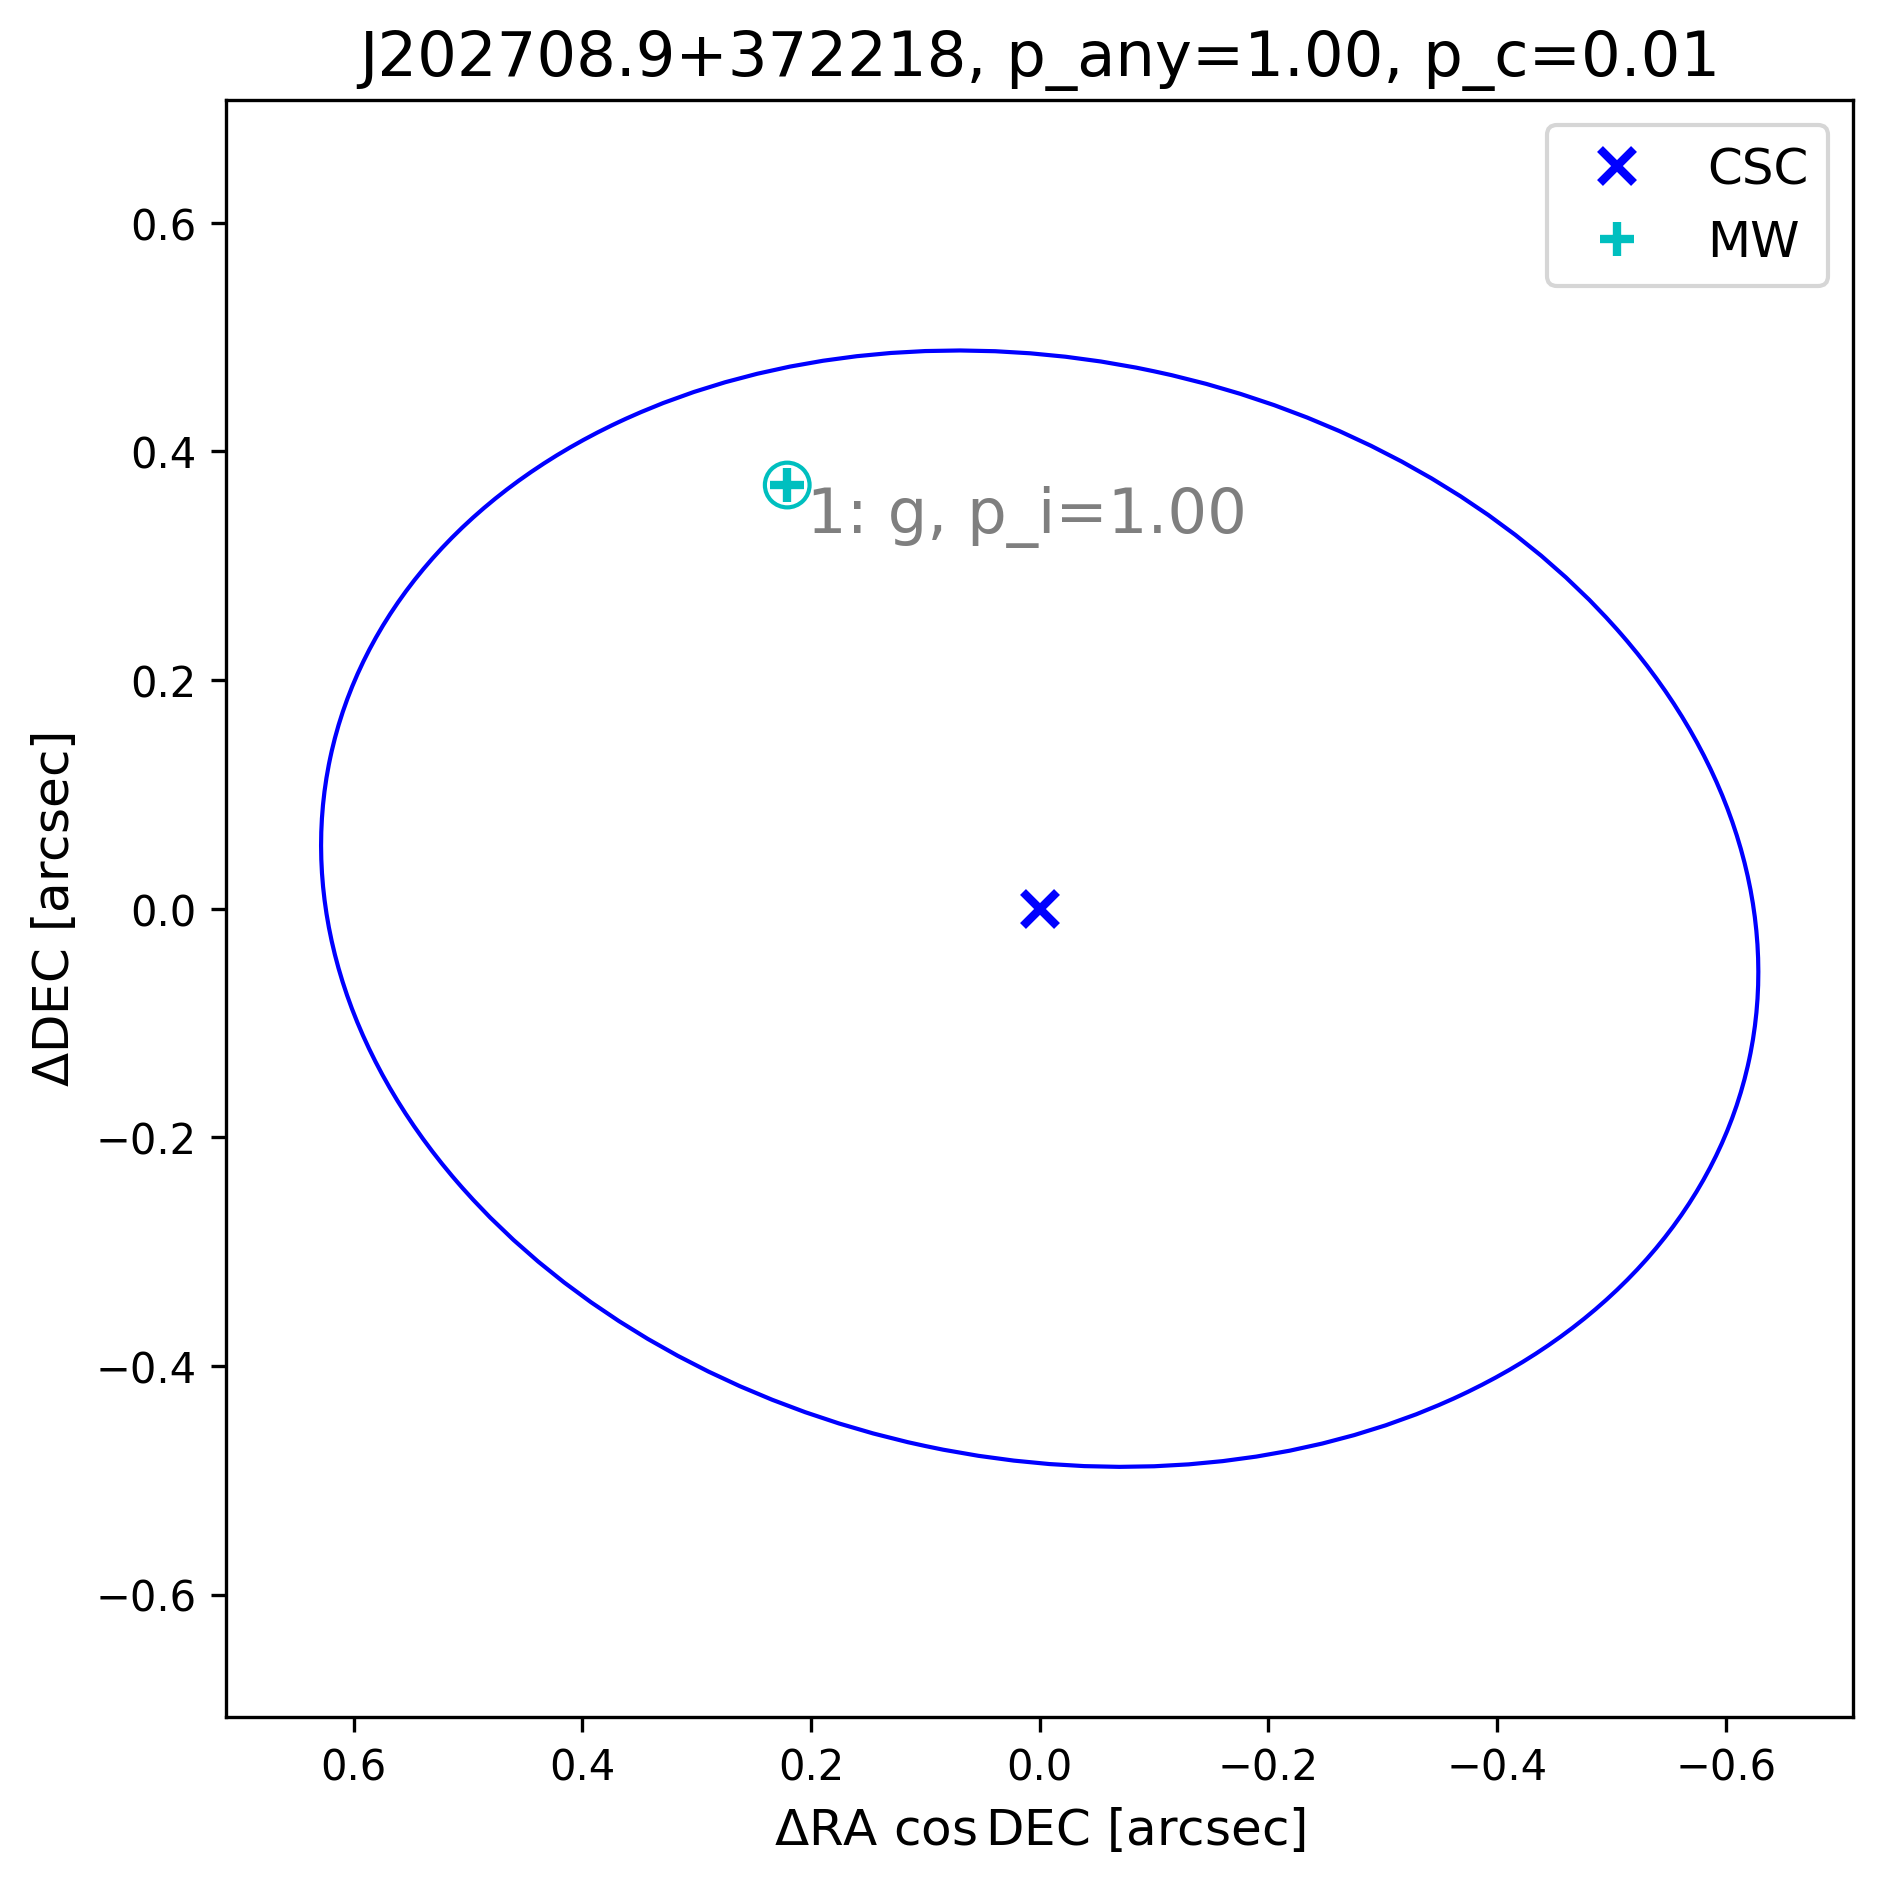 J202708.9+372218, p_any=1.00, p_c=0.01
CSC
MW
1: g, p_i=1.00
0.6
0.4
0.2
0.0
−0.2
−0.4
−0.6
ΔDEC [arcsec]
0.6 0.4 0.2 0.0 −0.2 −0.4 −0.6
ΔRA cos DEC [arcsec]